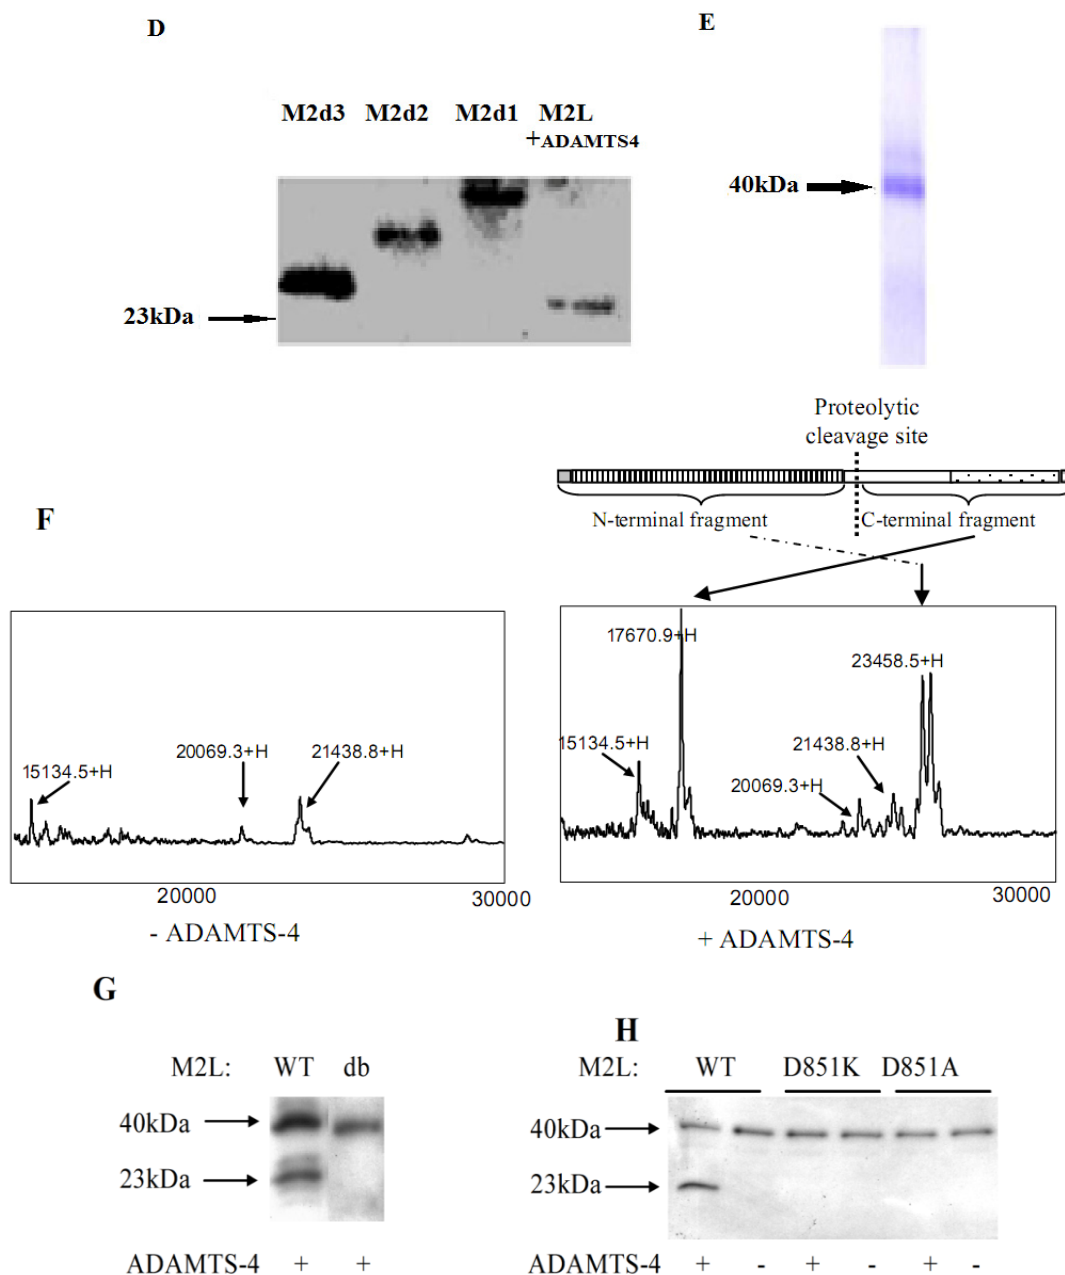 D
E
M2d3 M2d2 M2d1 M2L
+ADAMTS4
40kDa
23kDa
Proteolytic
cleavage site
F
N-terminal fragment C-terminal fragment
17670.9+H
23458.5+H
15134.5+H
20069.3+H
21438.8+H
15134.5+H
21438.8+H
20069.3+H
20000 30000
20000 30000
- ADAMTS-4
+ ADAMTS-4
G
H
M2L: WT db
M2L: WT D851K D851A
40kDa
23kDa
40kDa
23kDa
ADAMTS-4 + +
ADAMTS-4 + - + - + -